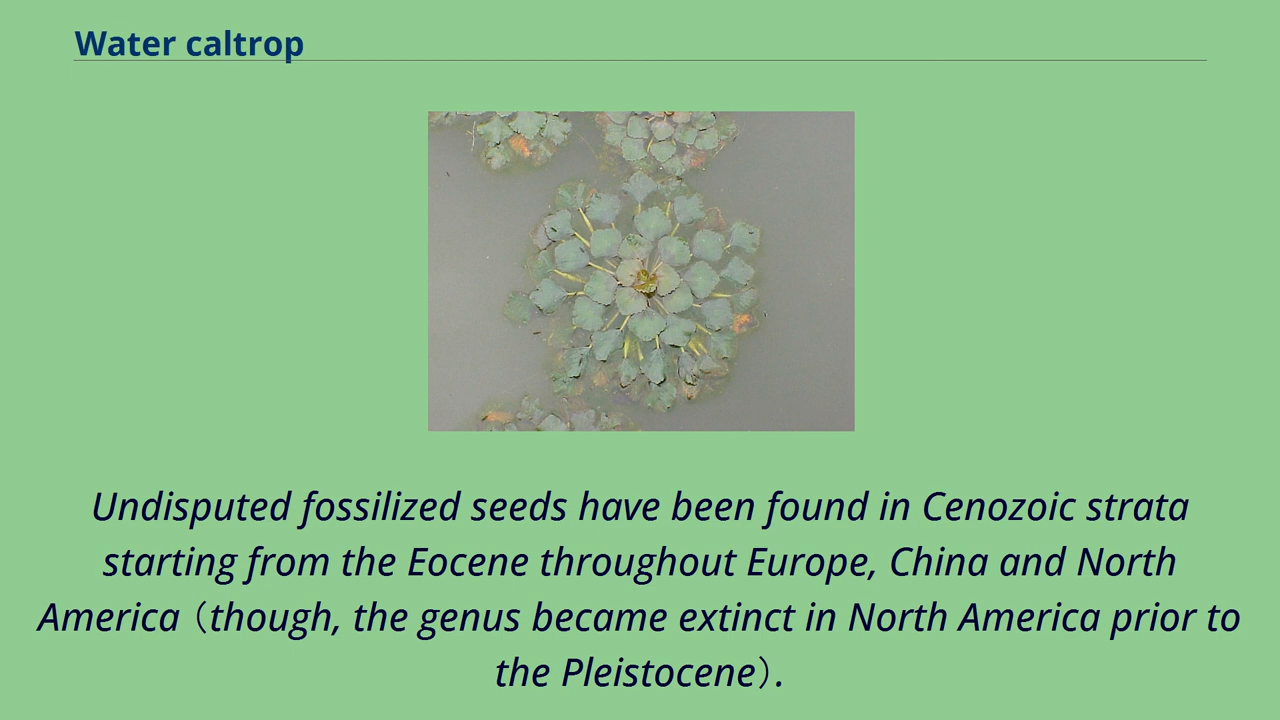 Water caltrop
Undisputed fossilized seeds have been found in Cenozoic strata
starting from the Eocene throughout Europe, China and North
America（though, the genus became extinct in North America prior to
the Pleistocene）.